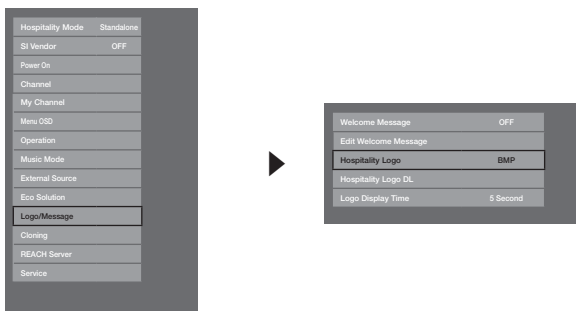 Hospitality Mode Standalone
SI Vendor OFF
Power On
Channel
My Channel
Menu OSD
Operation
Music Mode
External Source
Eco Solution
Logo/Message
Cloning
REACH Server
Service
Welcome Message OFF
Edit Welcome Message
Hospitality Logo BMP
Hospitality Logo DL
Logo Display Time 5 Second